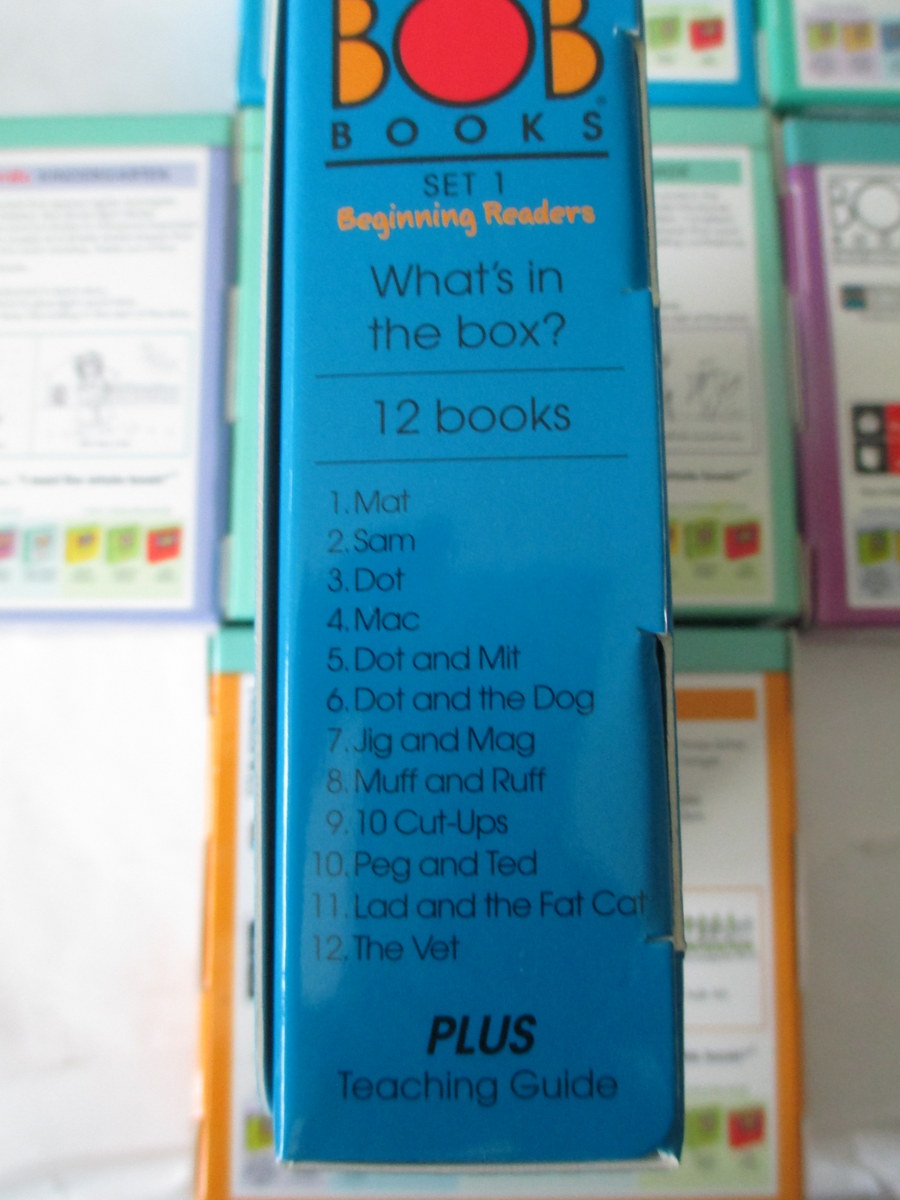 BOB
BOOKS®
SET 1
Beginning Readers
What's in
the box?
12 books
1. Mat
2. Sam
3. Dot
4. Mac
5. Dot and Mit
6. Dot and the Dog
7. Jig and Mag
8. Muff and Ruff
9. 10 Cut-Ups
10. Peg and Ted
11. Lad and the Fat Cat
12. The Vet
PLUS
Teaching Guide
KINDERGARTEN